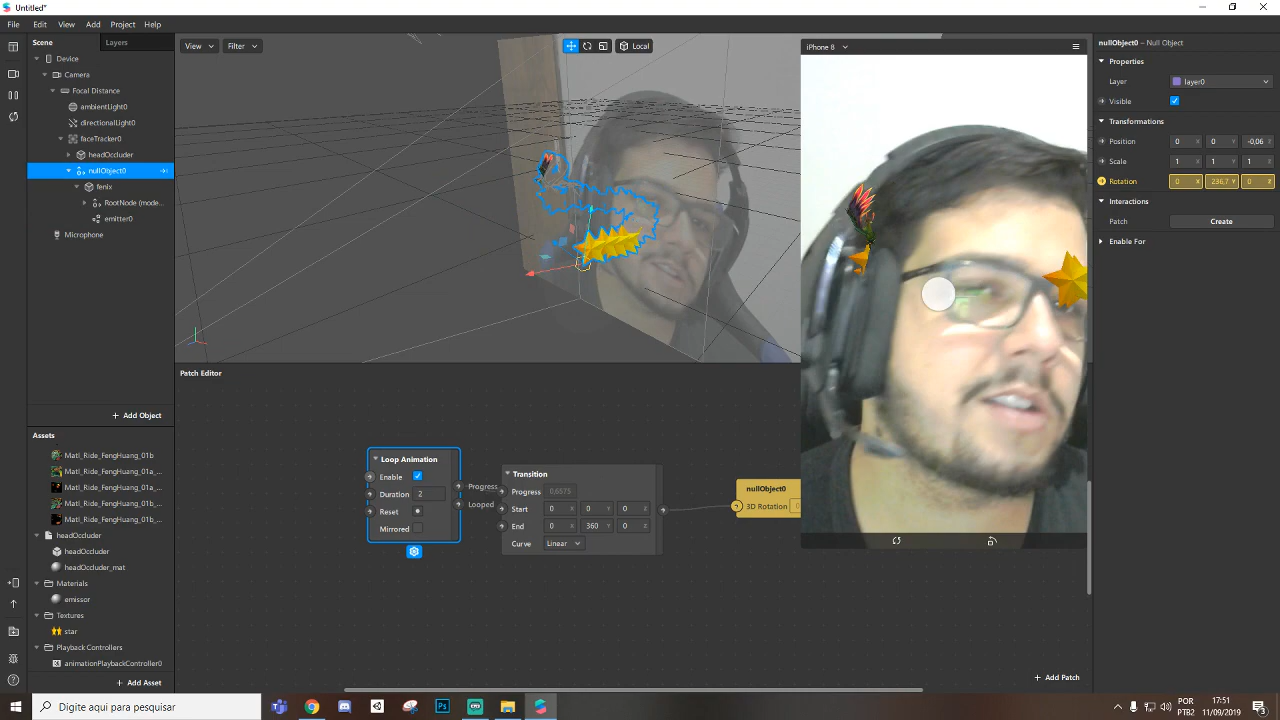 Untitled*
File Edit View Add Project Help
Scene Layers
Device
Camera
Focal Distance
ambientLight0
directionalLight0
faceTracker0
headOccluder
nullObject0
fenix
RootNode (mode...
emitter0
Microphone
+ Add Object
Assets
Matl_Ride_FengHuang_01b
Matl_Ride_FengHuang_01a_...
Matl_Ride_FengHuang_01a_...
Matl_Ride_FengHuang_01b_...
Matl_Ride_FengHuang_01b_...
headOccluder
headOccluder
headOccluder_mat
Materials
emissor
Textures
star
Playback Controllers
animationPlaybackController0
+ Add Asset
View Filter Local
iPhone 8
Patch Editor
Loop Animation
Enable
Duration 2
Reset
Mirrored
Progress
Looped
Transition
Progress 0,6575
Start 0 X 0 Y 0 Z
End 0 X 360 Y 0 Z
Curve Linear
nullObject0
3D Rotation
+ Add Patch
nullObject0 – Null Object
Properties
Layer layer0
Visible
Transformations
Position 0 X 0 Y -0,06 Z
Scale 1 X 1 Y 1 Z
Rotation 0 X 236,7 Y 0 Z
Interactions
Patch Create
Enable For
Digite aqui para pesquisar
POR
PTB2
17:51
11/09/2019